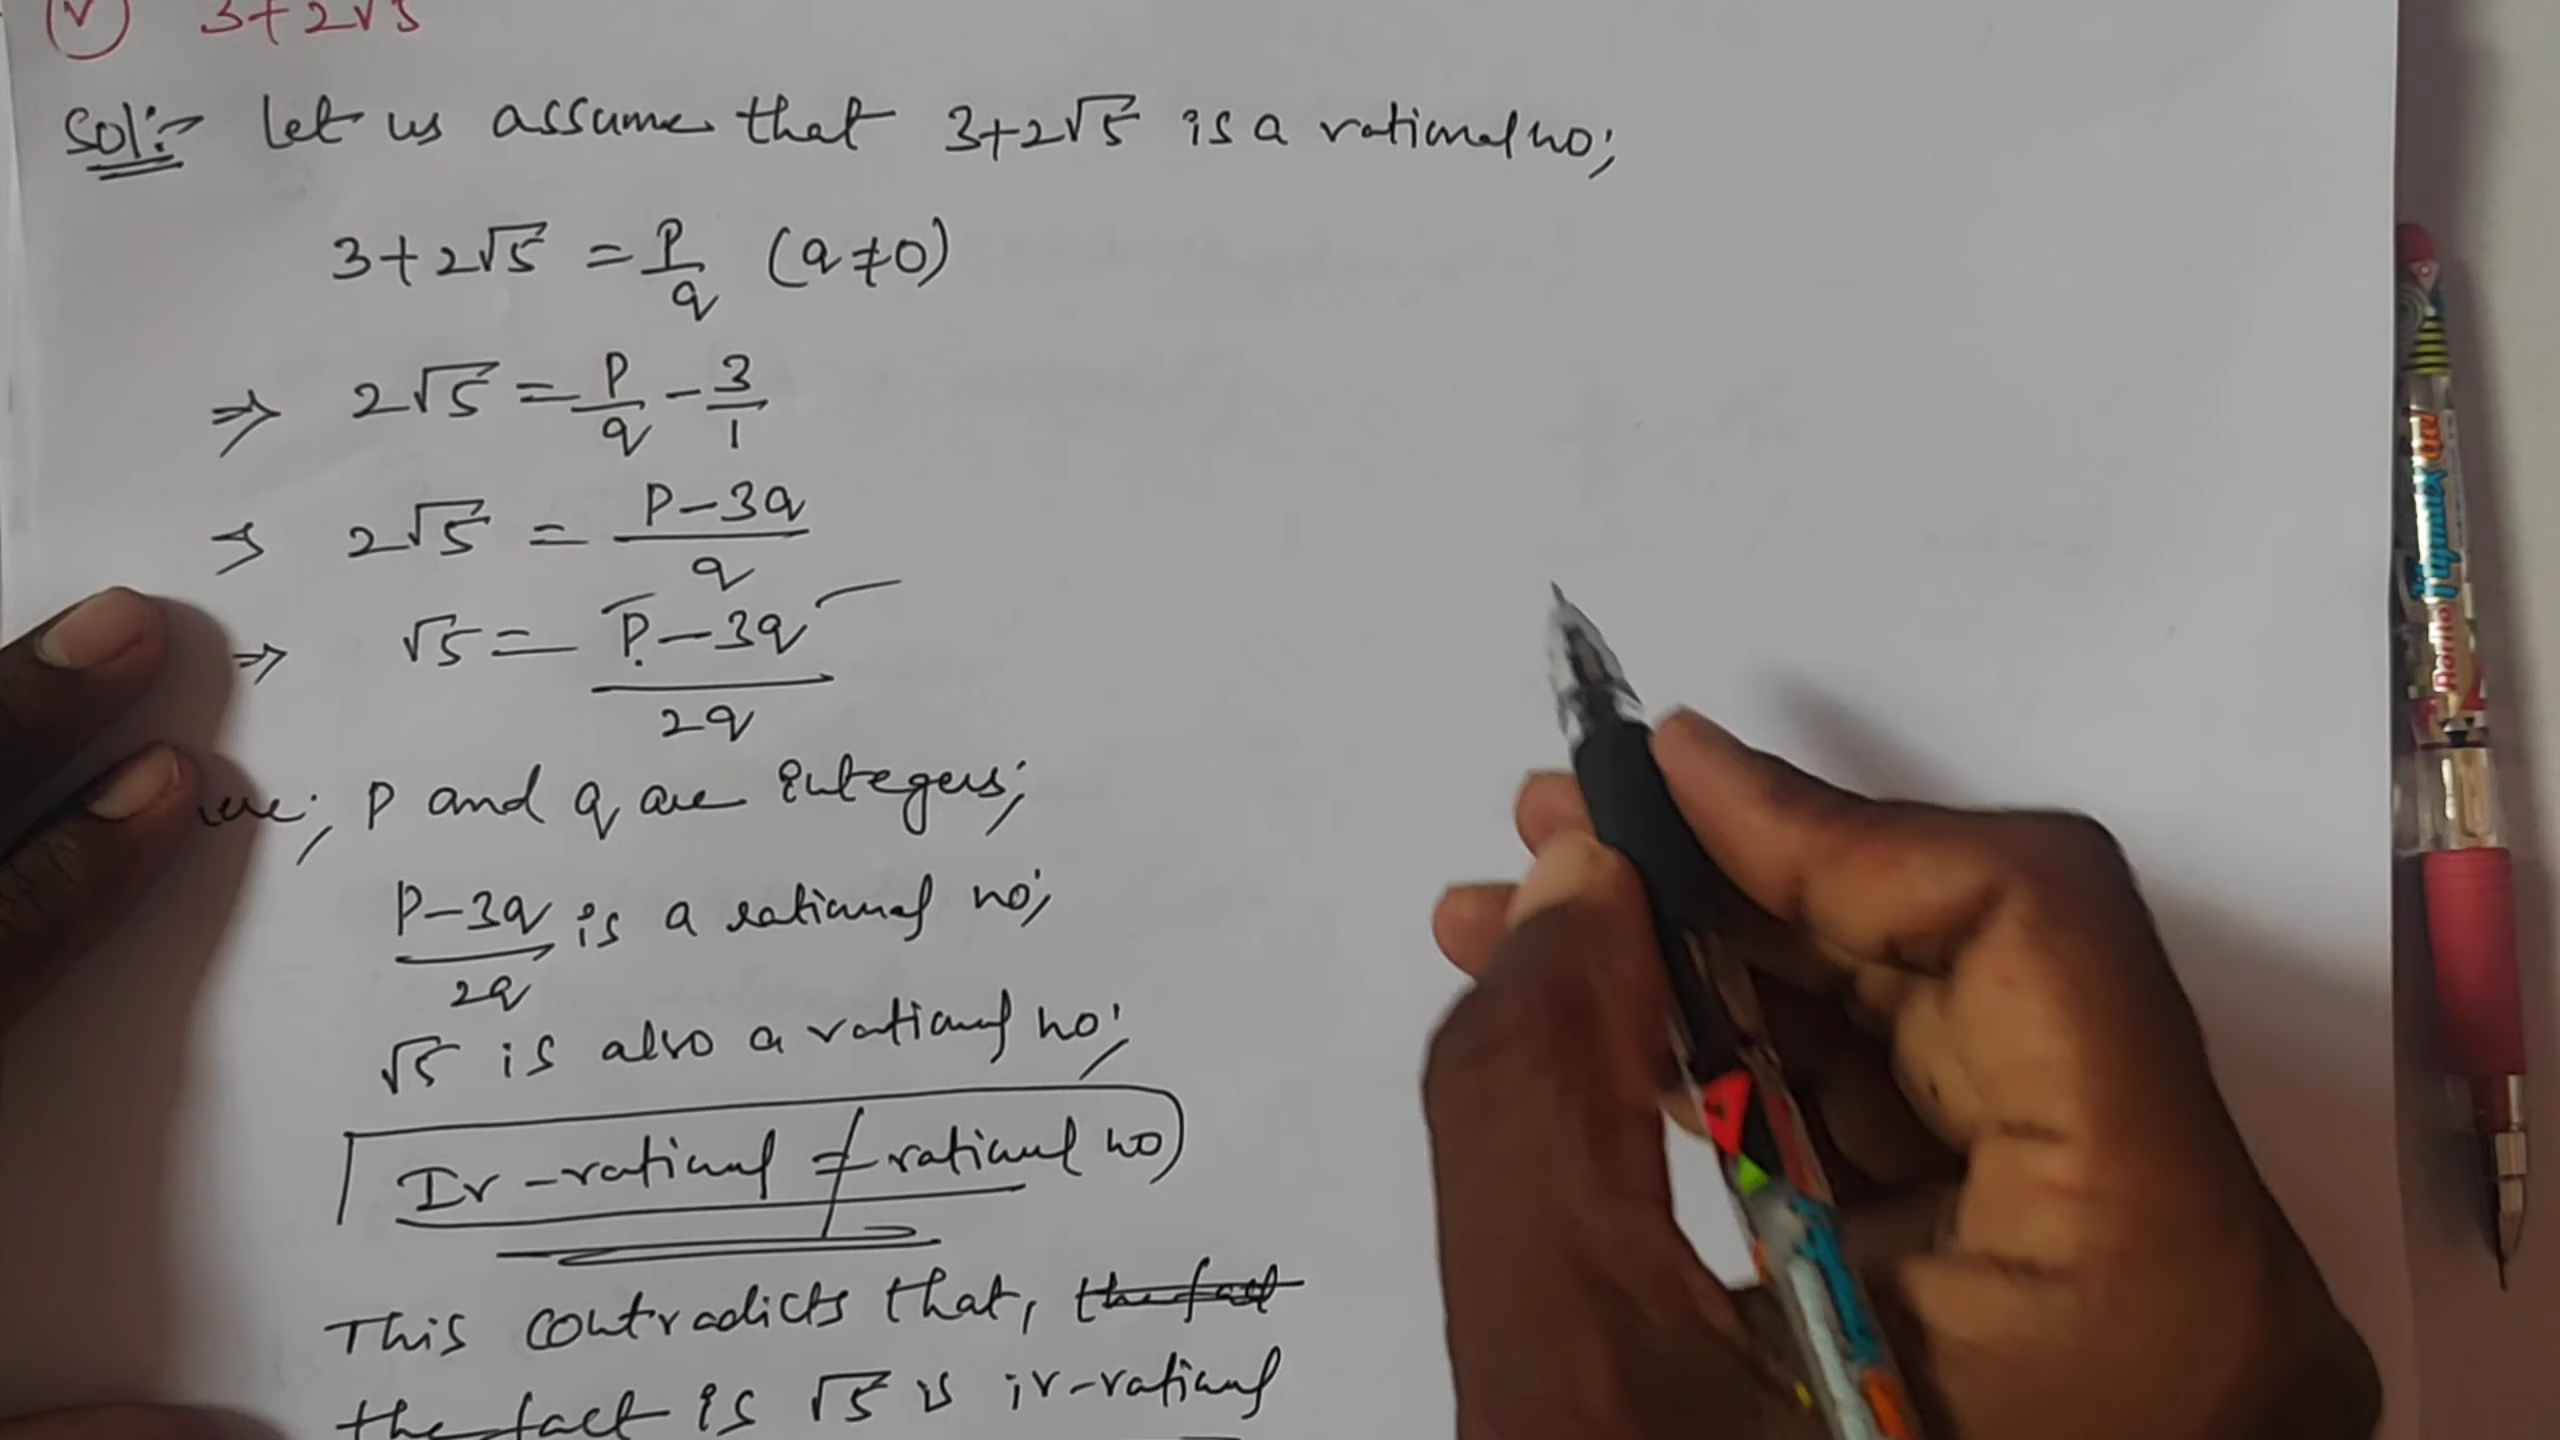 (v) 3+2√5
Sol:- Let us assume that 3+2√5 is a rational no;
3+2√5 = p/q (q≠0)
⇒ 2√5 = p/q - 3/1
⇒ 2√5 = p-3q/q
⇒ √5 = p-3q/2q
p and q are integers;
p-3q/2q is a rational no;
√5 is also a rational no;
Ir-rational ≠ rational no
This contradicts that, the fact
the fact is √5 is ir-rational